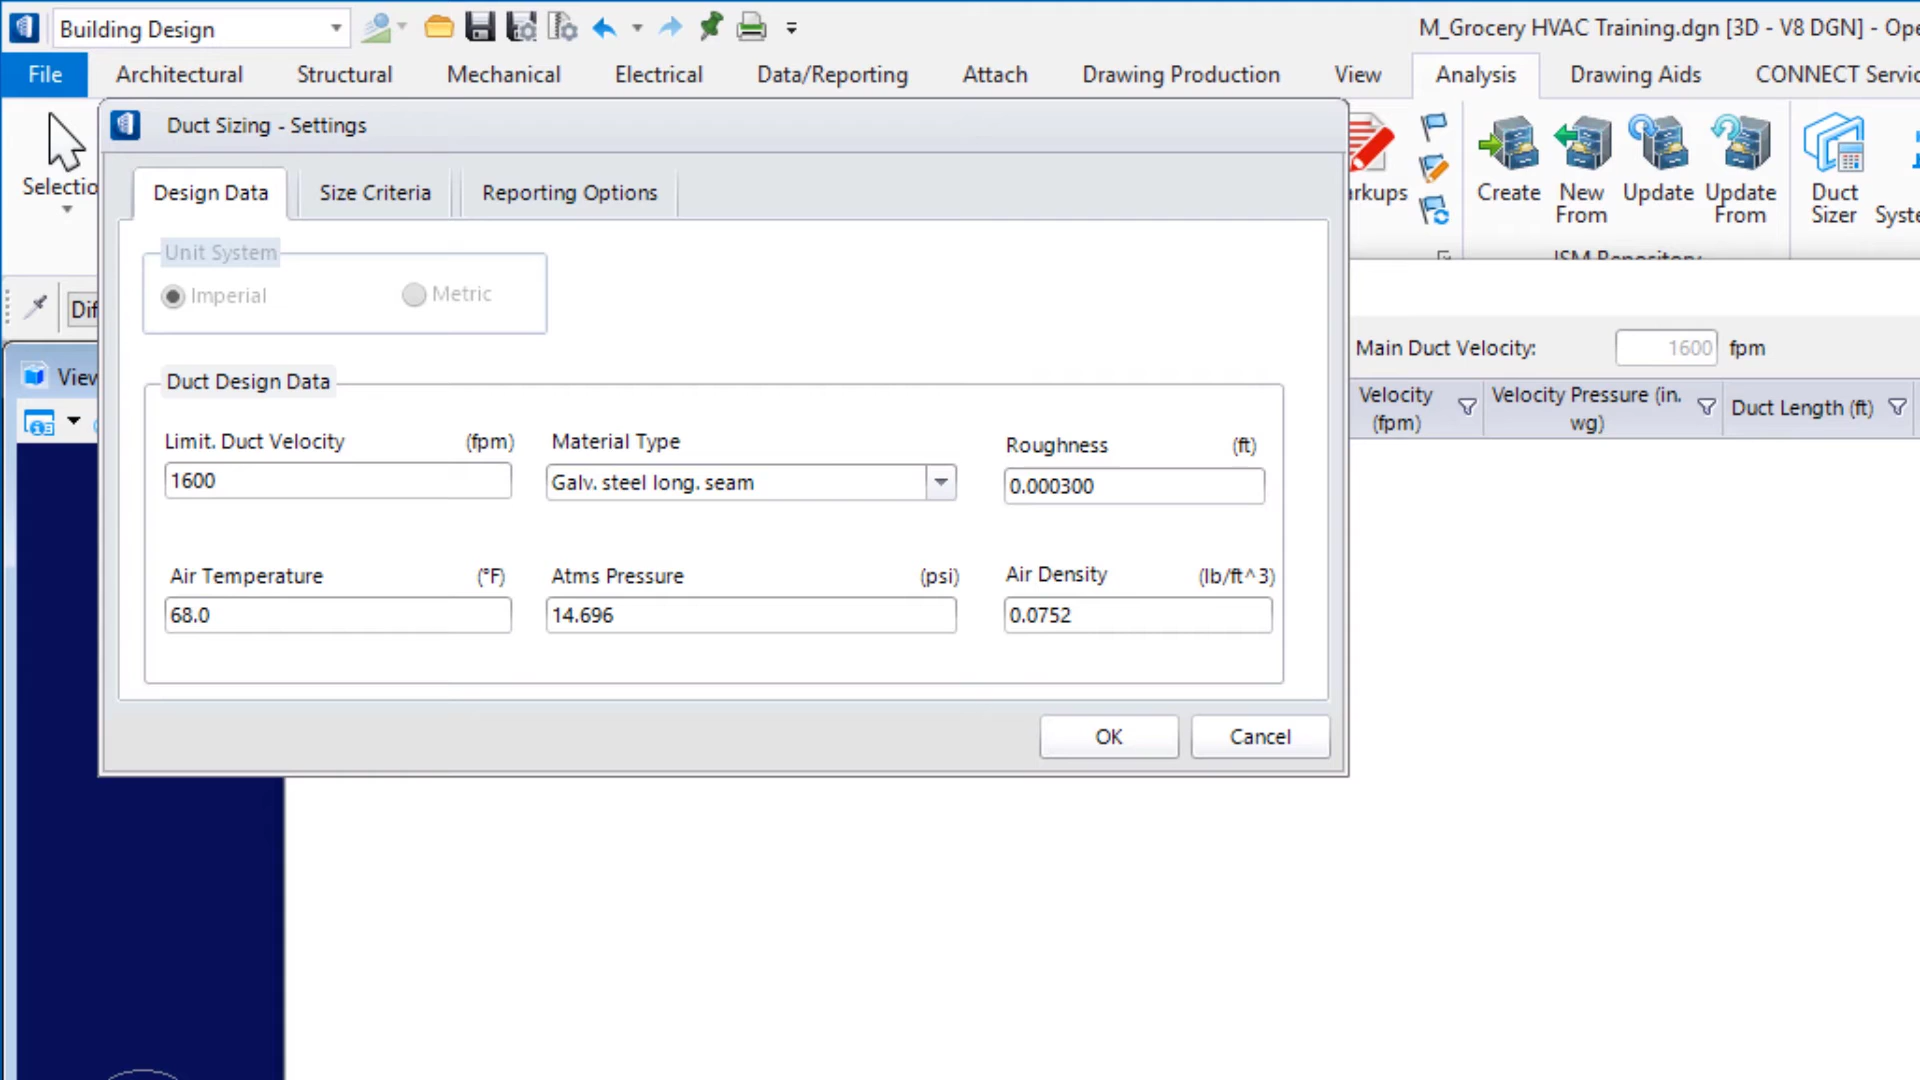 Building Design
M_Grocery HVAC Training.dgn [3D - V8 DGN] - Ope
File Architectural Structural Mechanical Electrical Data/Reporting Attach Drawing Production View Analysis Drawing Aids CONNECT Servic
Duct Sizing - Settings
Selectio
Design Data Size Criteria Reporting Options
arkups Create New From Update Update From Duct Sizer Syste
ISM Repository
Unit System
Imperial Metric
Dif
Main Duct Velocity: 1600 fpm
View
Duct Design Data
Velocity (fpm) Velocity Pressure (in. wg) Duct Length (ft)
Limit. Duct Velocity (fpm) Material Type Roughness (ft)
1600 Galv. steel long. seam 0.000300
Air Temperature (°F) Atms Pressure (psi) Air Density (lb/ft^3)
68.0 14.696 0.0752
OK Cancel